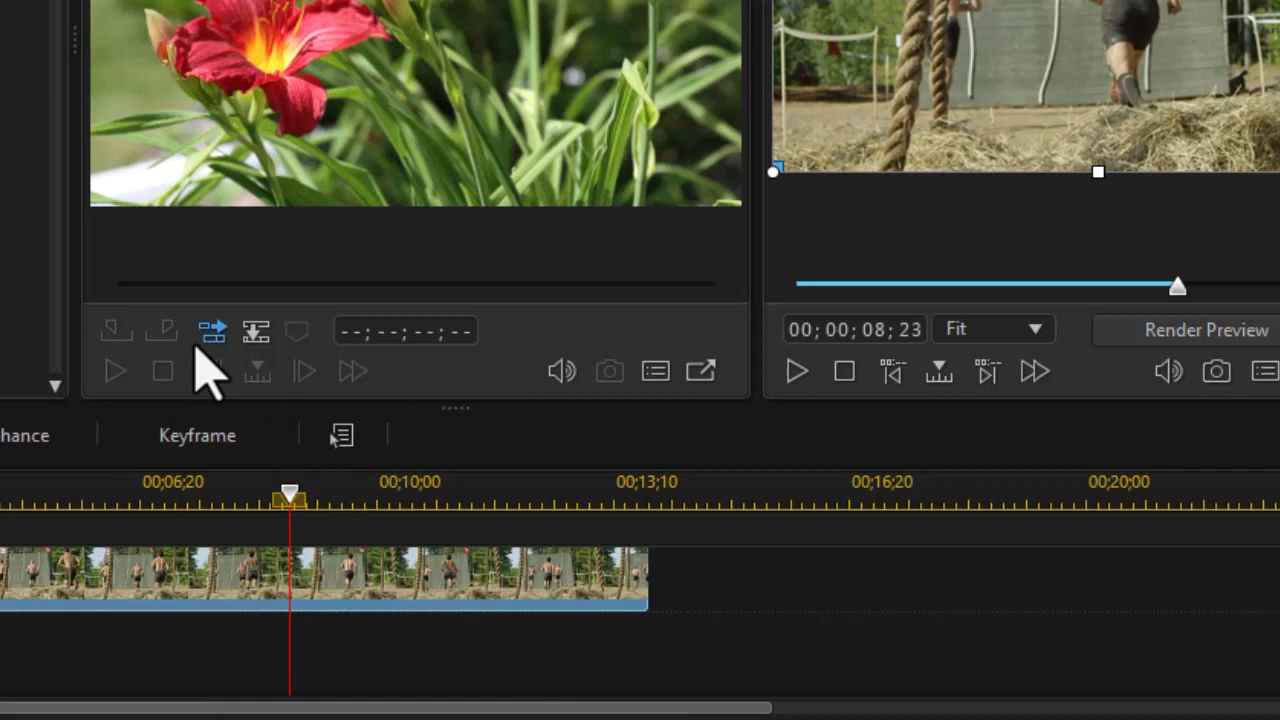 --;--;--;--
00; 00; 08; 23
Fit
Render Preview
hance
Keyframe
00;06;20
00;10;00
00;13;10
00;16;20
00;20;00